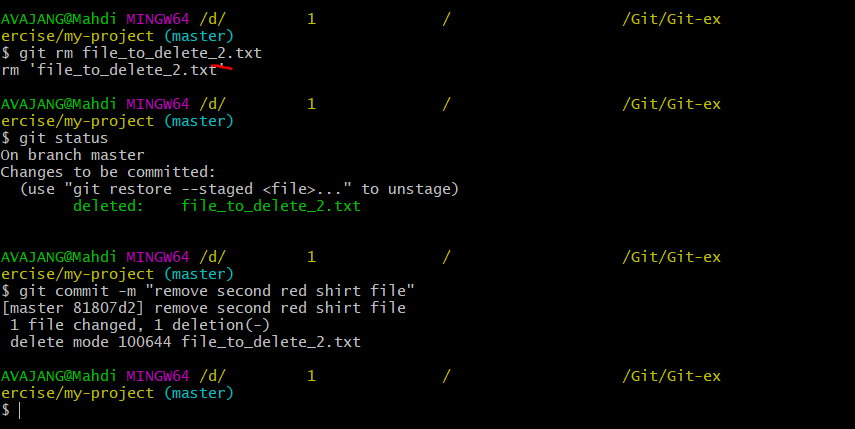 AVAJANG@Mahdi MINGW64 /d/ 1 / /Git/Git-ex
ercise/my-project (master)
$ git rm file_to_delete_2.txt
rm 'file_to_delete_2.txt'
AVAJANG@Mahdi MINGW64 /d/ 1 / /Git/Git-ex
ercise/my-project (master)
$ git status
On branch master
Changes to be committed:
(use "git restore --staged <file>..." to unstage)
deleted: file_to_delete_2.txt
AVAJANG@Mahdi MINGW64 /d/ 1 / /Git/Git-ex
ercise/my-project (master)
$ git commit -m "remove second red shirt file"
[master 81807d2] remove second red shirt file
1 file changed, 1 deletion(-)
delete mode 100644 file_to_delete_2.txt
AVAJANG@Mahdi MINGW64 /d/ 1 / /Git/Git-ex
ercise/my-project (master)
$